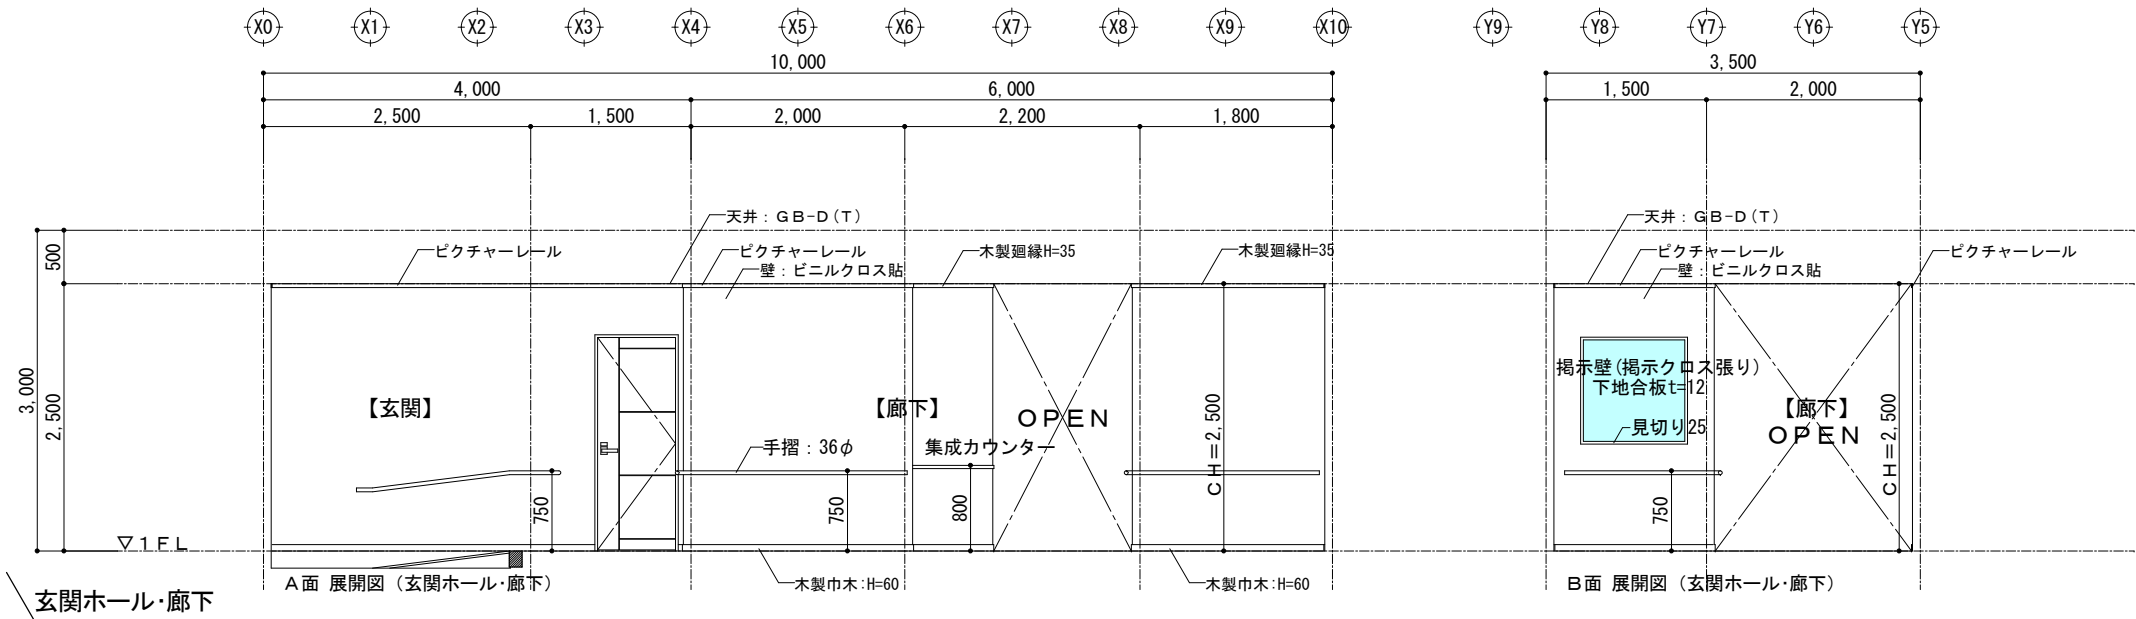 X0 X1 X2 X3 X4 X5 X6 X7 X8 X9 X10 Y9 Y8 Y7 Y6 Y5
10,000 3,500
4,000 6,000 1,500 2,000
2,500 1,500 2,000 2,200 1,800
天井：ＧＢ−Ｄ(Ｔ) 天井：ＧＢ−Ｄ(Ｔ)
ピクチャーレール ピクチャーレール 木製廻縁H=35 木製廻縁H=35 ピクチャーレール ピクチャーレール
壁：ビニルクロス貼 壁：ビニルクロス貼
500
3,000
2,500
【玄関】 【廊下】 ＯＰＥＮ
掲示壁(掲示クロス張り)
下地合板t=12
【廊下】
見切り25 ＯＰＥＮ
手摺：36φ 集成カウンター
ＣＨ＝2,500 ＣＨ＝2,500
750 750 800 750
▽１ＦＬ
Ａ面 展開図（玄関ホール･廊下） 木製巾木:H=60 木製巾木:H=60 Ｂ面 展開図（玄関ホール･廊下）
玄関ホール･廊下